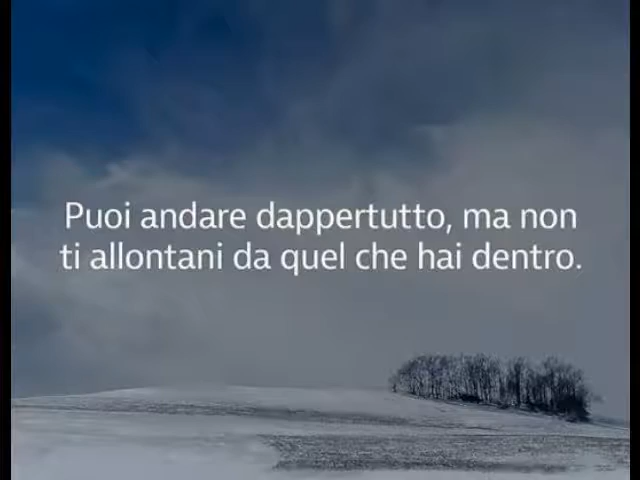 Puoi andare dappertutto, ma non
ti allontani da quel che hai dentro.